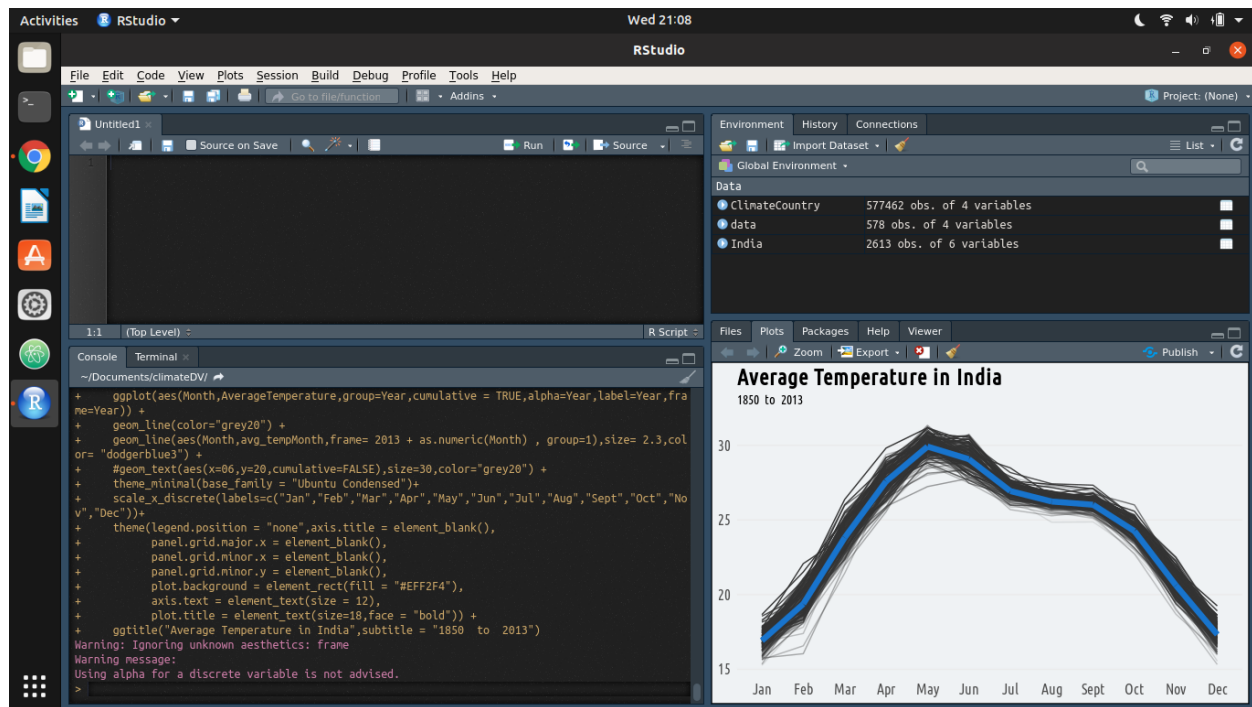 Activities RStudio Wed 21:08
RStudio
File Edit Code View Plots Session Build Debug Profile Tools Help
Go to file/function Addins Project: (None)
Untitled1
Source on Save Run Source
1
1:1 (Top Level) R Script
Console Terminal
~/Documents/climateDV/
+ ggplot(aes(Month,AverageTemperature,group=Year,cumulative = TRUE,alpha=Year,label=Year,fra
me=Year)) +
+ geom_line(color="grey20") +
+ geom_line(aes(Month,avg_tempMonth,frame= 2013 + as.numeric(Month) , group=1),size= 2.3,col
or= "dodgerblue3") +
+ #geom_text(aes(x=06,y=20,cumulative=FALSE),size=30,color="grey20") +
+ theme_minimal(base_family = "Ubuntu Condensed")+
+ scale_x_discrete(labels=c("Jan","Feb","Mar","Apr","May","Jun","Jul","Aug","Sept","Oct","No
v","Dec"))+
+ theme(legend.position = "none",axis.title = element_blank(),
+ panel.grid.major.x = element_blank(),
+ panel.grid.minor.x = element_blank(),
+ panel.grid.minor.y = element_blank(),
+ plot.background = element_rect(fill = "#EFF2F4"),
+ axis.text = element_text(size = 12),
+ plot.title = element_text(size=18,face = "bold")) +
+ ggtitle("Average Temperature in India",subtitle = "1850 to 2013")
Warning: Ignoring unknown aesthetics: frame
Warning message:
Using alpha for a discrete variable is not advised.
>
Environment History Connections
Import Dataset List
Global Environment
Data
ClimateCountry 577462 obs. of 4 variables
data 578 obs. of 4 variables
India 2613 obs. of 6 variables
Files Plots Packages Help Viewer
Zoom Export Publish
Average Temperature in India
1850 to 2013
30
25
20
15
Jan Feb Mar Apr May Jun Jul Aug Sept Oct Nov Dec